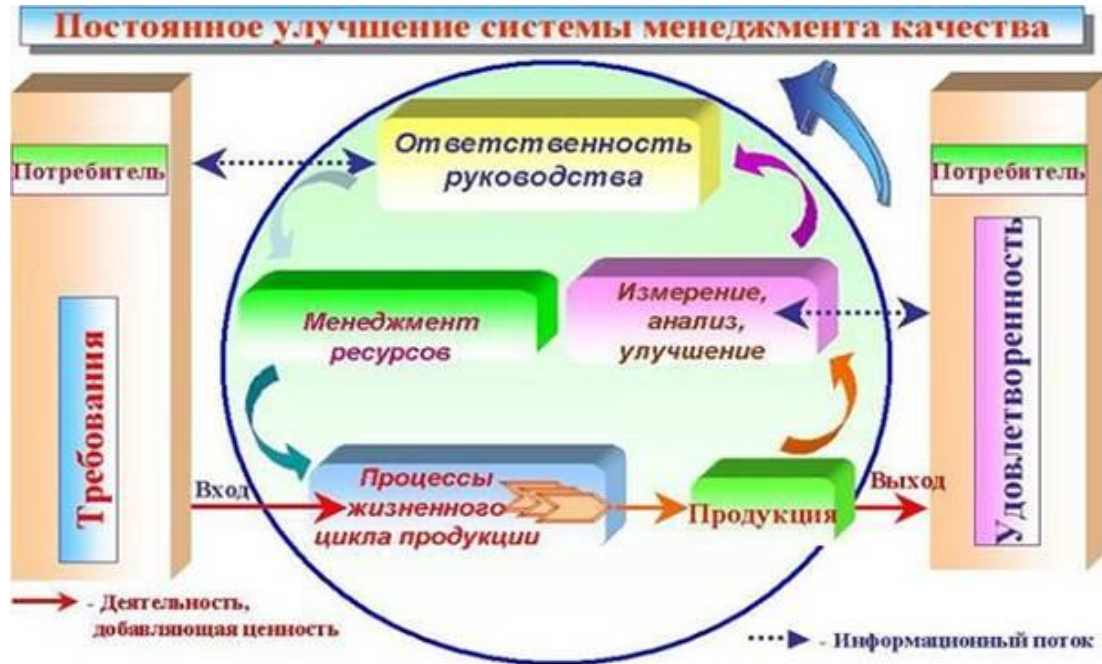 Постоянное улучшение системы менеджмента качества
Потребитель
Требования
Ответственность
руководства
Менеджмент
ресурсов
Измерение,
анализ,
улучшение
Вход
Процессы
жизненного
цикла продукции
Продукция
Выход
Потребитель
Удовлетворенность
- Деятельность,
добавляющая ценность
- Информационный поток